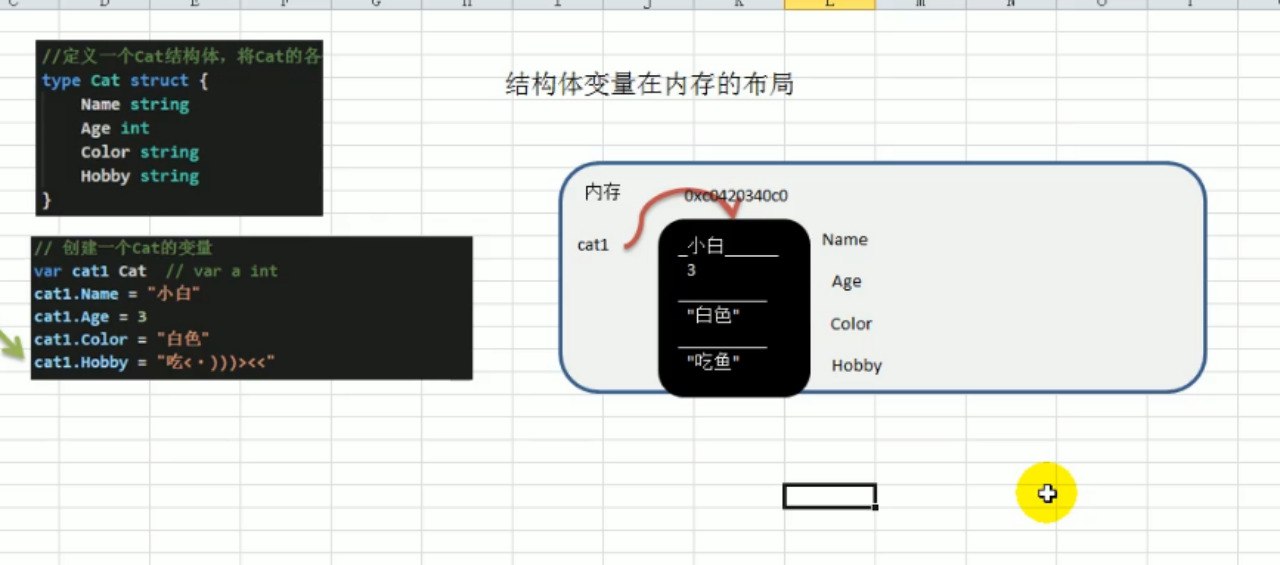 //定义一个Cat结构体，将Cat的各
type Cat struct {
Name string
Age int
Color string
Hobby string
}
// 创建一个Cat的变量
var cat1 Cat // var a int
cat1.Name = "小白"
cat1.Age = 3
cat1.Color = "白色"
cat1.Hobby = "吃<・)))><<"
结构体变量在内存的布局
内存
0xc0420340c0
cat1
_小白______
Name
3
Age
"白色"
Color
"吃鱼"
Hobby